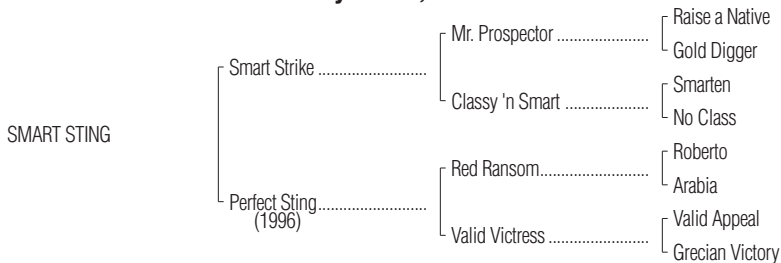 Raise a Native
Mr. Prospector ......................
Gold Digger
Smart Strike ..........................
Smarten
Classy 'n Smart ....................
No Class
SMART STING
Roberto
Red Ransom..........................
Arabia
Perfect Sting..........................
(1996)
Valid Appeal
Valid Victress ........................
Grecian Victory